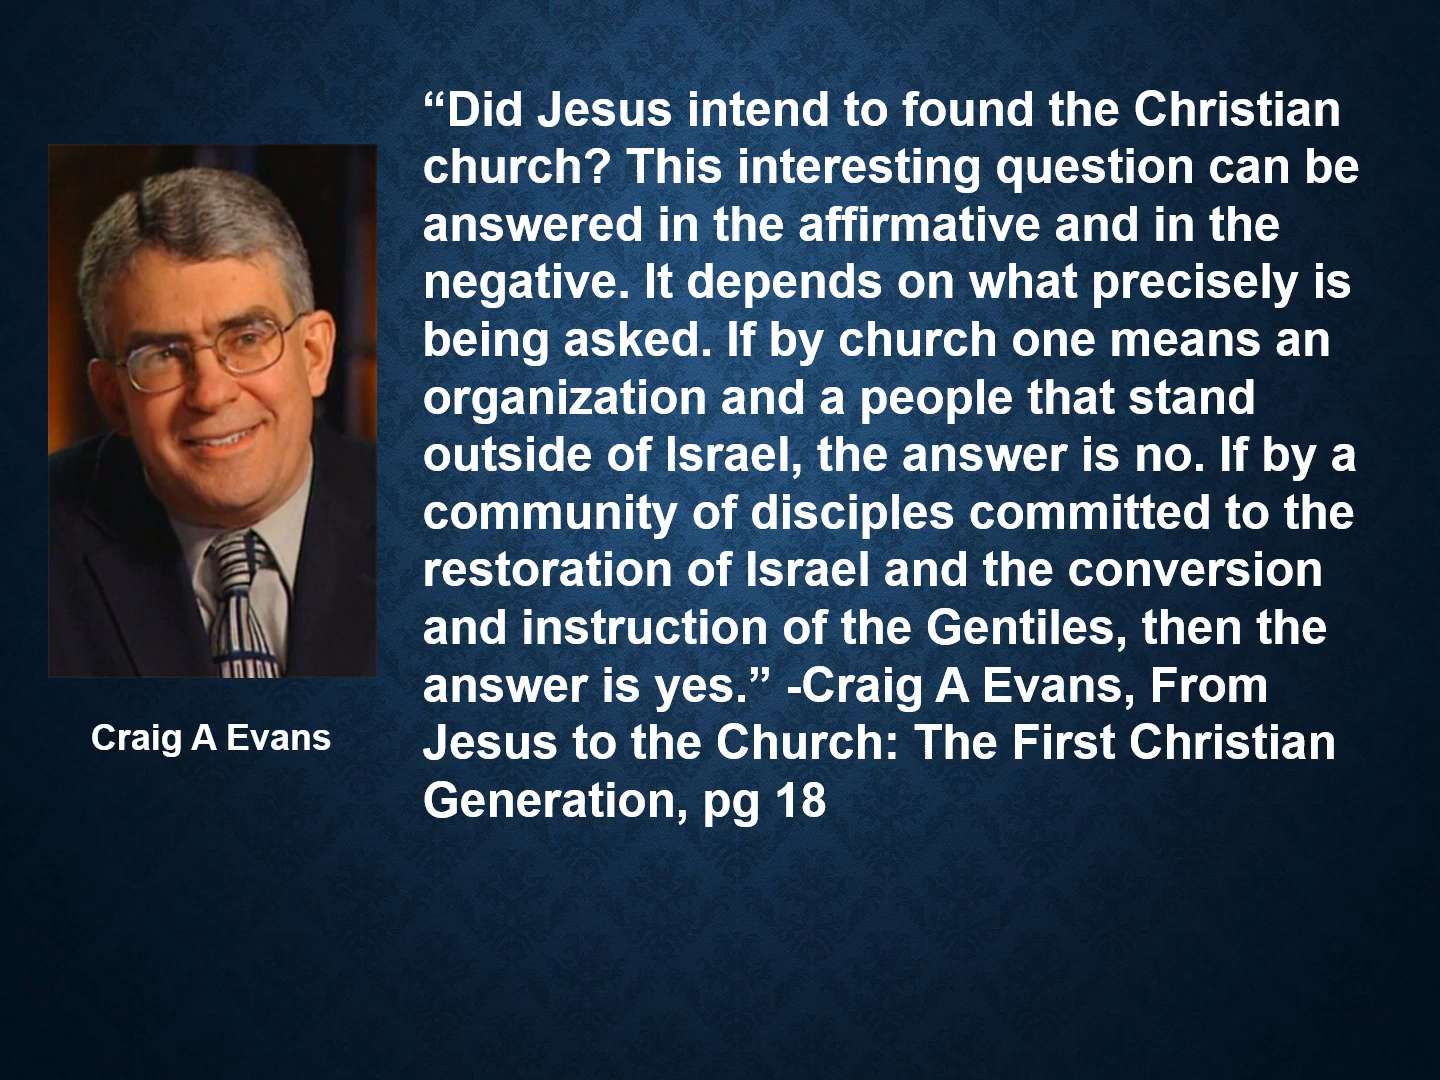 “Did Jesus intend to found the Christian
church? This interesting question can be
answered in the affirmative and in the
negative. It depends on what precisely is
being asked. If by church one means an
organization and a people that stand
outside of Israel, the answer is no. If by a
community of disciples committed to the
restoration of Israel and the conversion
and instruction of the Gentiles, then the
answer is yes.” -Craig A Evans, From
Jesus to the Church: The First Christian
Generation, pg 18
Craig A Evans